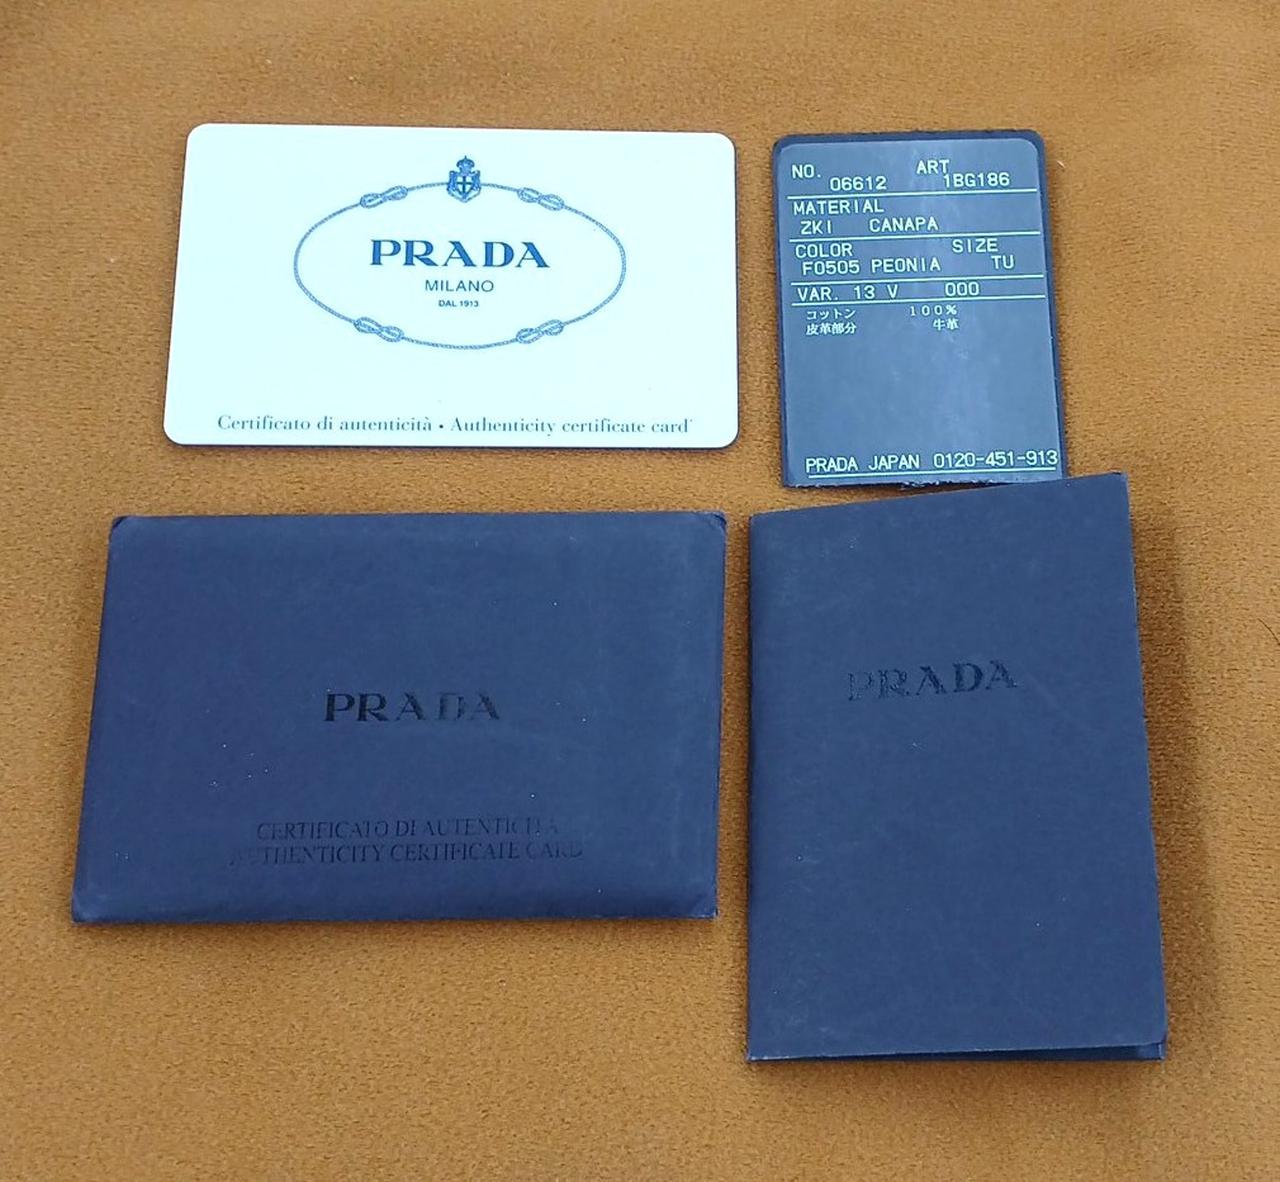 PRADA
MILANO
DAL 1913
Certificato di autenticità • Authenticity certificate card
NO. ART
06612 1BG186
MATERIAL
ZKI CANAPA
COLOR SIZE
F0505 PEONIA TU
VAR. 13 V 000
コットン 100%
皮革部分 牛革
PRADA JAPAN 0120-451-913
PRADA
CERTIFICATO DI AUTENTICITÀ
AUTHENTICITY CERTIFICATE CARD
PRADA